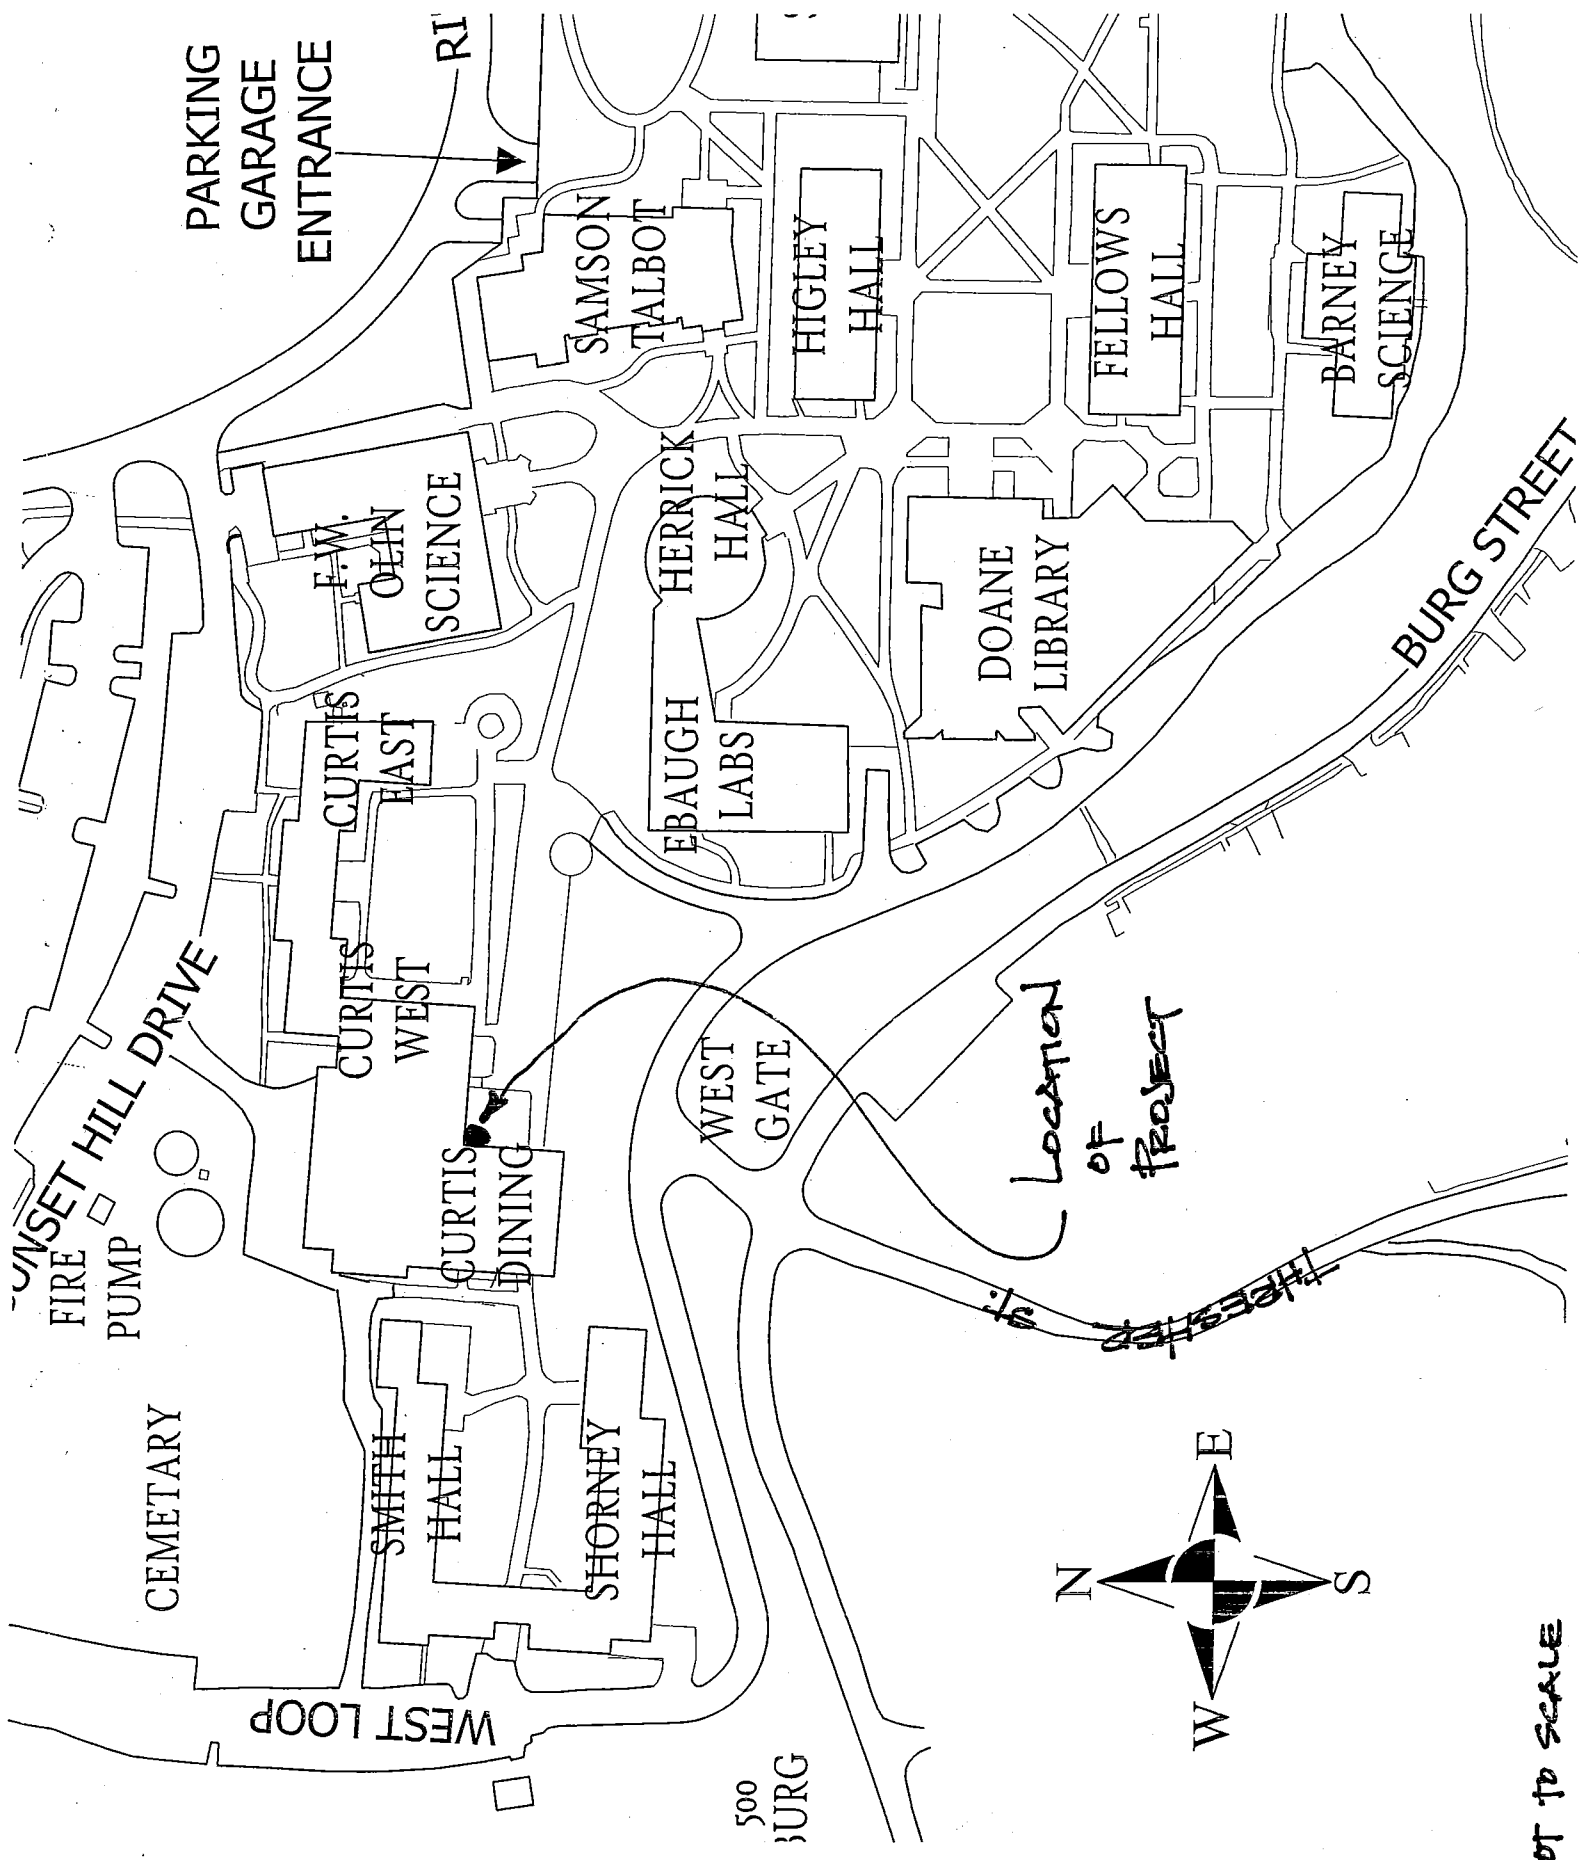 PARKING
GARAGE
ENTRANCE
SAMSON
TALBOT
HIGLEY
HALL
FELLOWS
HALL
BARNEY
SCIENCE
F.W.
OLIN
SCIENCE
HERRICK
HALL
DOANE
LIBRARY
BURG STREET
CURTIS
EAST
EBAUGH
LABS
CURTIS
WEST
HILL DRIVE
WEST
GATE
LOCATION
OF
PROJECT
FIRE
PUMP
CURTIS
DINING
THRESHER
ST.
CEMETARY
SMITH
HALL
SHORNEY
HALL
WEST LOOP
500
N
E
S
W
TO SCALE